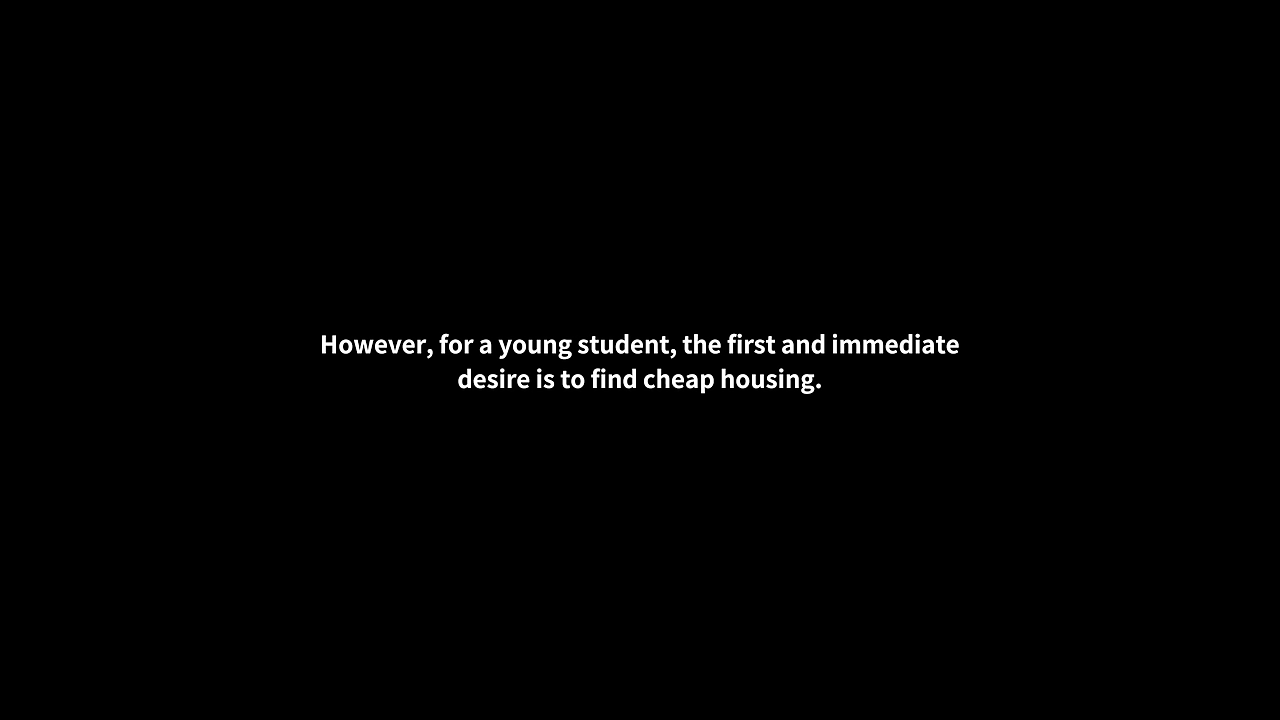 However, for a young student, the first and immediate
desire is to find cheap housing.